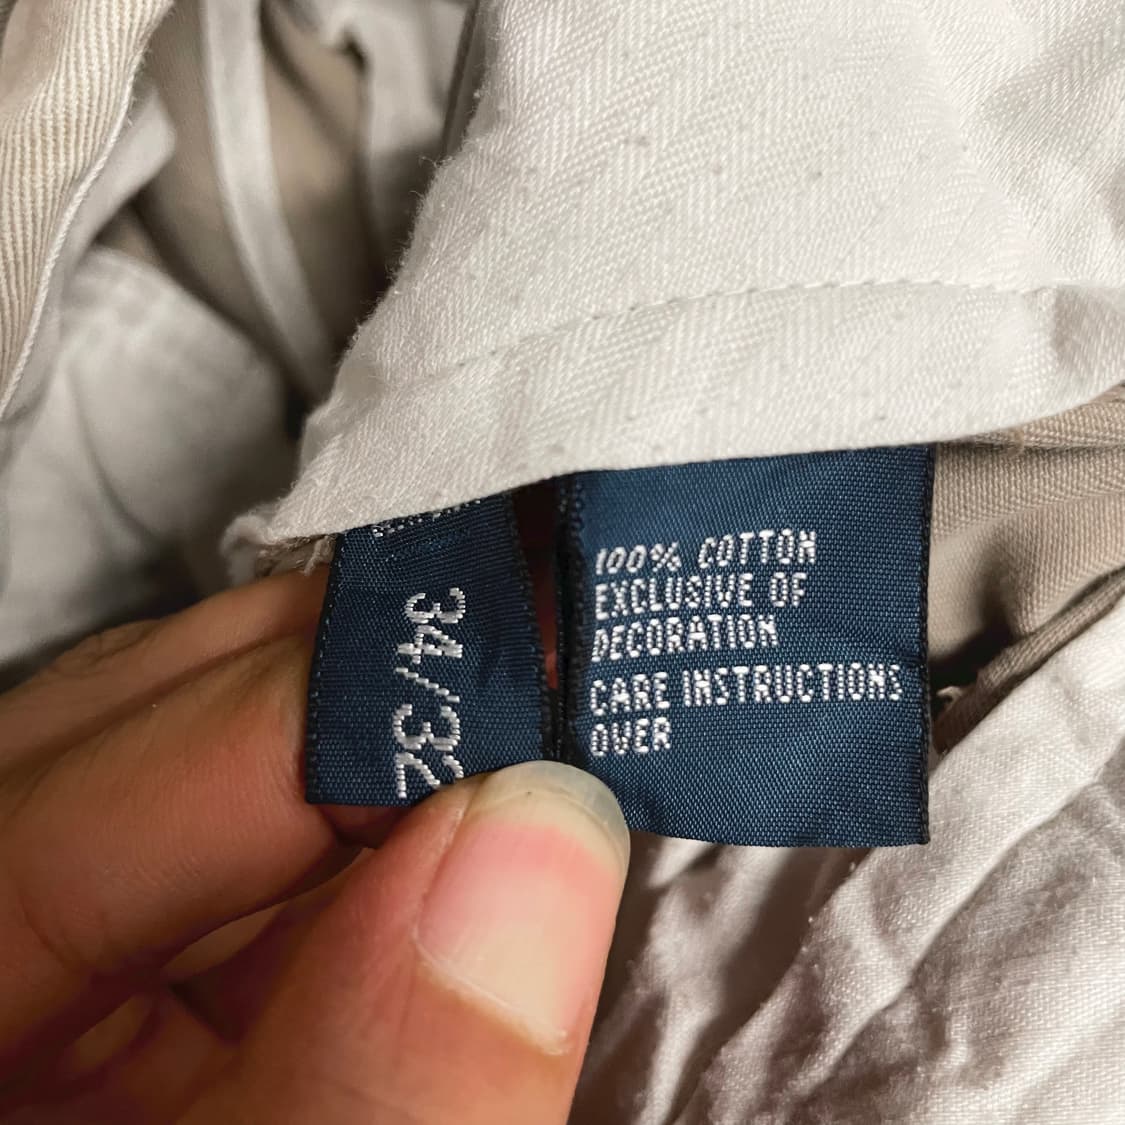 34/32
100% COTTON
EXCLUSIVE OF
DECORATION
CARE INSTRUCTIONS
OVER